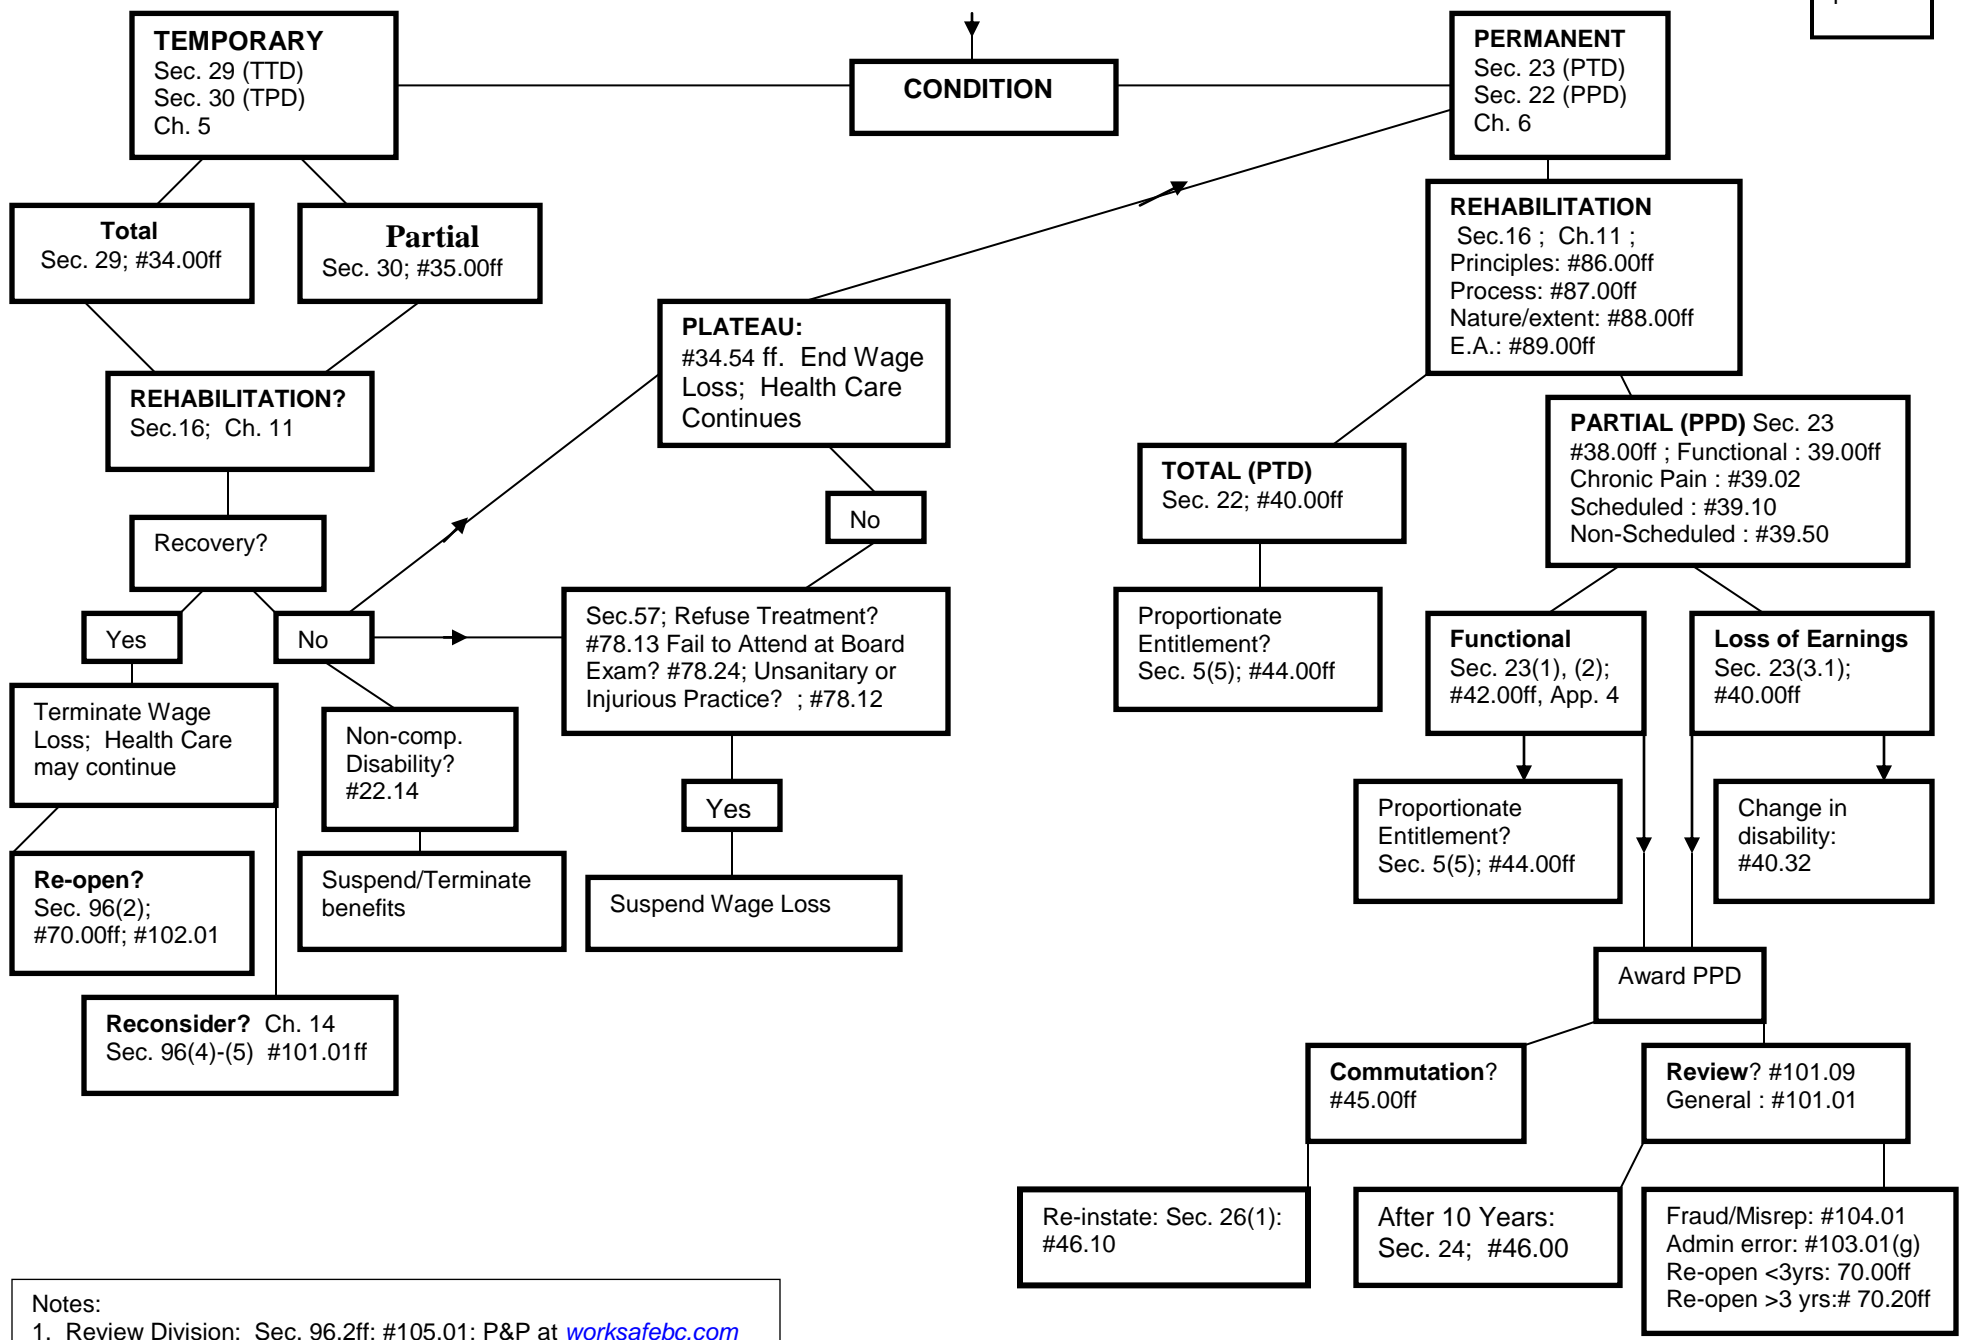 TEMPORARY
Sec. 29 (TTD)
Sec. 30 (TPD)
Ch. 5
CONDITION
PERMANENT
Sec. 23 (PTD)
Sec. 22 (PPD)
Ch. 6
Total
Sec. 29; #34.00ff
Partial
Sec. 30; #35.00ff
REHABILITATION?
Sec.16; Ch. 11
Recovery?
Yes
No
Terminate Wage
Loss; Health Care
may continue
Re-open?
Sec. 96(2);
#70.00ff; #102.01
Reconsider? Ch. 14
Sec. 96(4)-(5) #101.01ff
Non-comp.
Disability?
#22.14
Suspend/Terminate
benefits
PLATEAU:
#34.54 ff. End Wage
Loss; Health Care
Continues
No
Sec.57; Refuse Treatment?
#78.13 Fail to Attend at Board
Exam? #78.24; Unsanitary or
Injurious Practice? ; #78.12
Yes
Suspend Wage Loss
REHABILITATION
Sec.16 ; Ch.11 ;
Principles: #86.00ff
Process: #87.00ff
Nature/extent: #88.00ff
E.A.: #89.00ff
TOTAL (PTD)
Sec. 22; #40.00ff
Proportionate
Entitlement?
Sec. 5(5); #44.00ff
PARTIAL (PPD) Sec. 23
#38.00ff ; Functional : 39.00ff
Chronic Pain : #39.02
Scheduled : #39.10
Non-Scheduled : #39.50
Functional
Sec. 23(1), (2);
#42.00ff, App. 4
Loss of Earnings
Sec. 23(3.1);
#40.00ff
Proportionate
Entitlement?
Sec. 5(5); #44.00ff
Change in
disability:
#40.32
Award PPD
Commutation?
#45.00ff
Review? #101.09
General : #101.01
Re-instate: Sec. 26(1):
#46.10
After 10 Years:
Sec. 24; #46.00
Fraud/Misrep: #104.01
Admin error: #103.01(g)
Re-open <3yrs: 70.00ff
Re-open >3 yrs:# 70.20ff
Notes:
1. Review Division: Sec. 96.2ff; #105.01; P&P at worksafebc.com